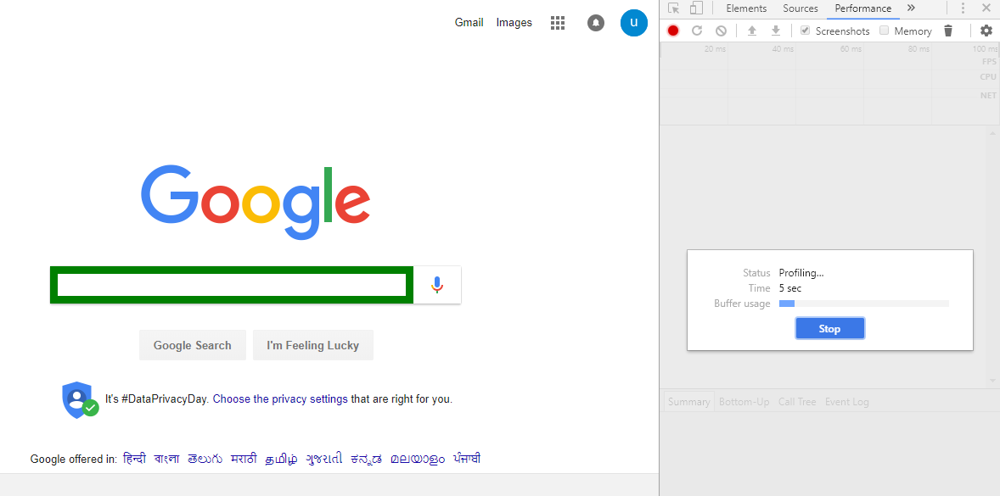 Gmail Images u
Google
Google Search I'm Feeling Lucky
It's #DataPrivacyDay. Choose the privacy settings that are right for you.
Google offered in: हिन्दी বাংলা తెలుగు मराठी தமிழ் ગુજરાતી ಕನ್ನಡ മലയാളം ਪੰਜਾਬੀ
Elements Sources Performance »
Screenshots Memory
20 ms 40 ms 60 ms 80 ms 100 ms
FPS
CPU
NET
Status Profiling...
Time 5 sec
Buffer usage
Stop
Summary Bottom-Up Call Tree Event Log